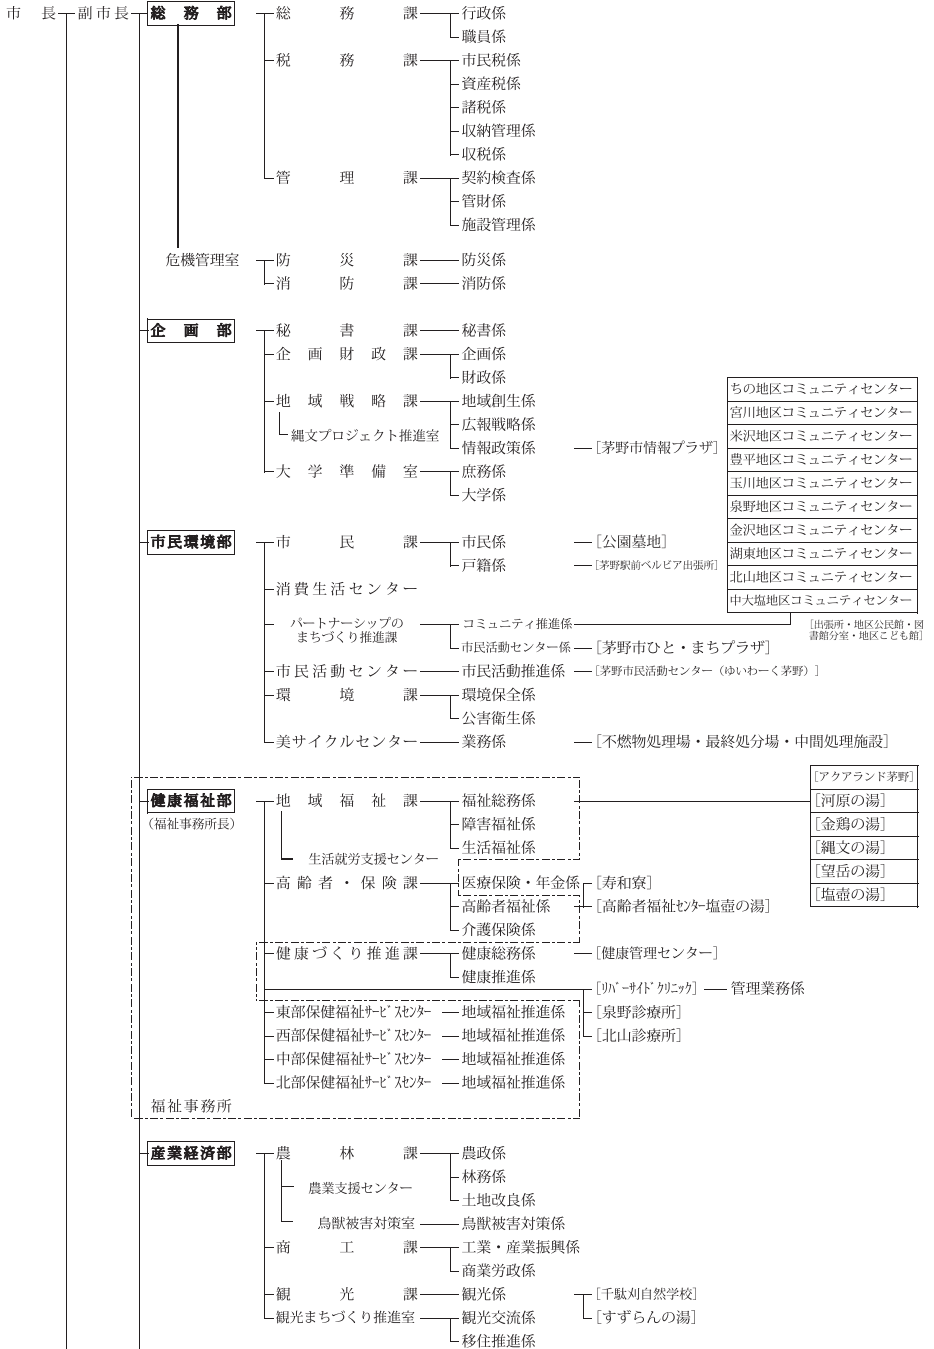 市長 副市長 総務部 総務課 行政係
職員係
税務課 市民税係
資産税係
諸税係
収納管理係
収税係
管理課 契約検査係
管財係
施設管理係
危機管理室 防災課 防災係
消防課 消防係
企画部 秘書課 秘書係
企画財政課 企画係
財政係
地域戦略課 地域創生係
広報戦略係
縄文プロジェクト推進室
情報政策係 [茅野市情報プラザ]
大学準備室 庶務係
大学係
ちの地区コミュニティセンター
宮川地区コミュニティセンター
米沢地区コミュニティセンター
豊平地区コミュニティセンター
玉川地区コミュニティセンター
泉野地区コミュニティセンター
金沢地区コミュニティセンター
湖東地区コミュニティセンター
北山地区コミュニティセンター
中大塩地区コミュニティセンター
[出張所・地区公民館・図
書館分室・地区こども館]
市民環境部 市民課 市民係 [公園墓地]
戸籍係 [茅野駅前ベルビア出張所]
消費生活センター
パートナーシップの
まちづくり推進課
コミュニティ推進係
市民活動センター係 [茅野市ひと・まちプラザ]
市民活動センター 市民活動推進係 [茅野市民活動センター（ゆいわーく茅野）]
環境課 環境保全係
公害衛生係
美サイクルセンター 業務係 [不燃物処理場・最終処分場・中間処理施設]
健康福祉部 地域福祉課 福祉総務係
（福祉事務所長） 障害福祉係
生活福祉係
生活就労支援センター
[アクアランド茅野]
[河原の湯]
[金鶏の湯]
[縄文の湯]
[望岳の湯]
[塩壺の湯]
高齢者・保険課 医療保険・年金係 [寿和寮]
高齢者福祉係 [高齢者福祉ｾﾝﾀｰ塩壺の湯]
介護保険係
健康づくり推進課 健康総務係 [健康管理センター]
健康推進係
[ﾘﾊﾞｰｻｲﾄﾞｸﾘﾆｯｸ] 管理業務係
東部保健福祉ｻｰﾋﾞｽｾﾝﾀｰ 地域福祉推進係 [泉野診療所]
西部保健福祉ｻｰﾋﾞｽｾﾝﾀｰ 地域福祉推進係 [北山診療所]
中部保健福祉ｻｰﾋﾞｽｾﾝﾀｰ 地域福祉推進係
北部保健福祉ｻｰﾋﾞｽｾﾝﾀｰ 地域福祉推進係
福祉事務所
産業経済部 農林課 農政係
林務係
農業支援センター
土地改良係
鳥獣被害対策室 鳥獣被害対策係
商工課 工業・産業振興係
商業労政係
観光課 観光係 [千駄刈自然学校]
観光まちづくり推進室 観光交流係 [すずらんの湯]
移住推進係